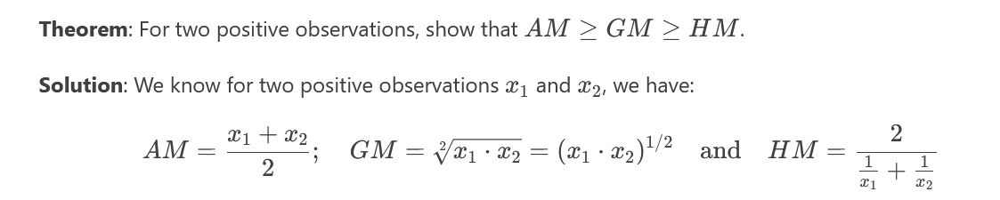 Theorem: For two positive observations, show that $AM \geq GM \geq HM$.
Solution: We know for two positive observations $x_1$ and $x_2$, we have:
$AM = \frac{x_1 + x_2}{2}; \quad GM = \sqrt[2]{x_1 \cdot x_2} = (x_1 \cdot x_2)^{1/2} \quad \text{and} \quad HM = \frac{2}{\frac{1}{x_1} + \frac{1}{x_2}}$